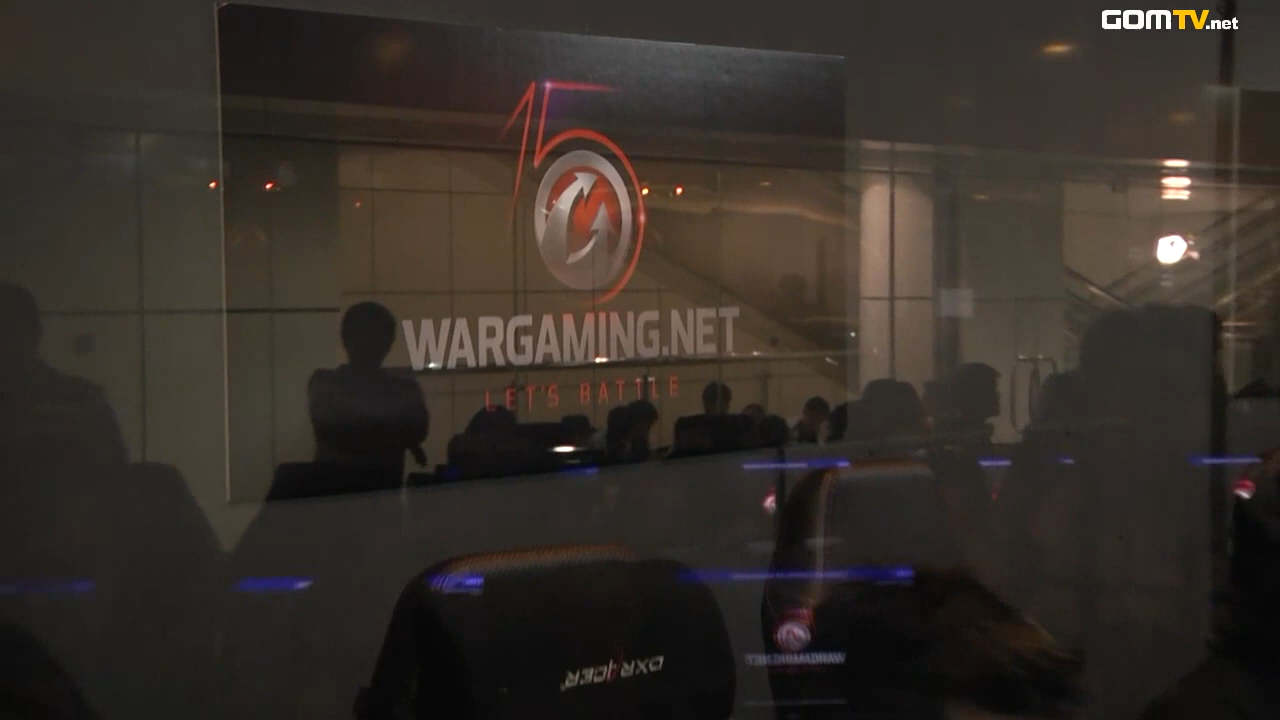 GOMTV.net
15
WARGAMING.NET
LET'S BATTLE
DXRACER
WARGAMING.NET